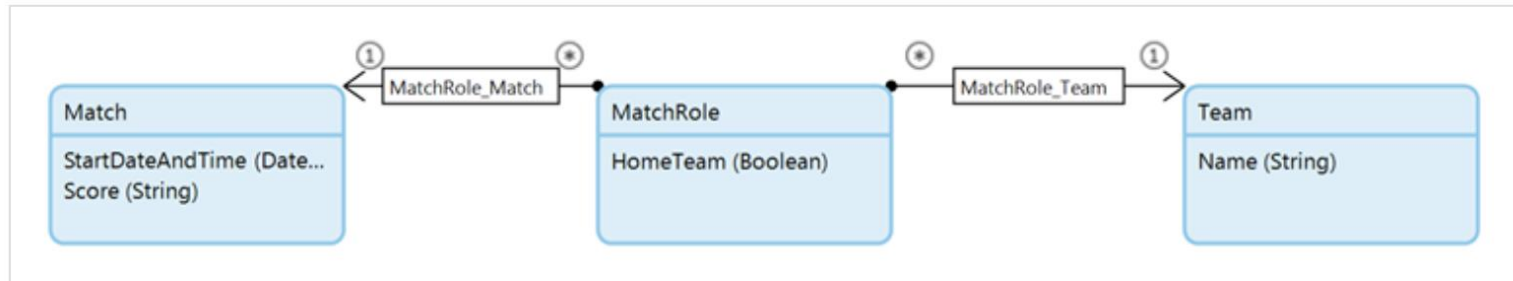 1
MatchRole_Match
*
*
MatchRole_Team
1
Match
StartDateAndTime (Date...
Score (String)
MatchRole
HomeTeam (Boolean)
Team
Name (String)